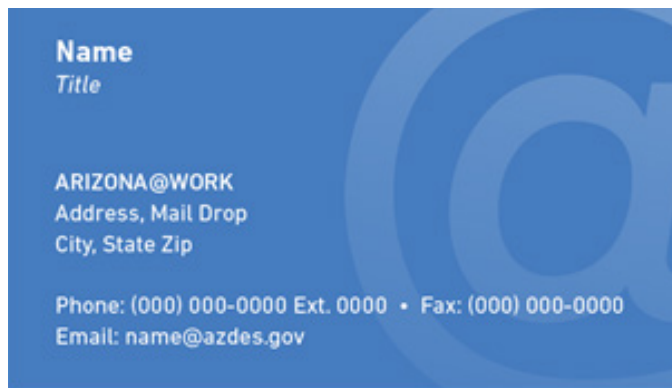 Name
Title
ARIZONA@WORK
Address, Mail Drop
City, State Zip
Phone: (000) 000-0000 Ext. 0000 • Fax: (000) 000-0000
Email: name@azdes.gov
@